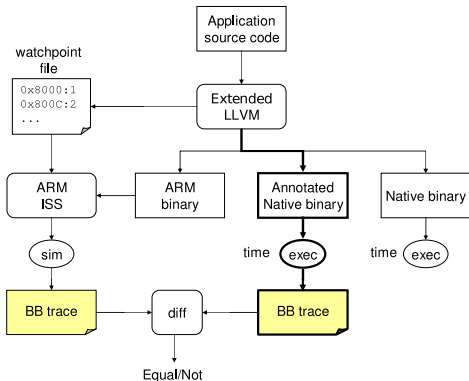 Application
source code
watchpoint
file
0x8000:1
0x800C:2
...
Extended
LLVM
ARM
ISS
ARM
binary
Annotated
Native binary
Native binary
sim
time
exec
time
exec
BB trace
diff
BB trace
Equal/Not